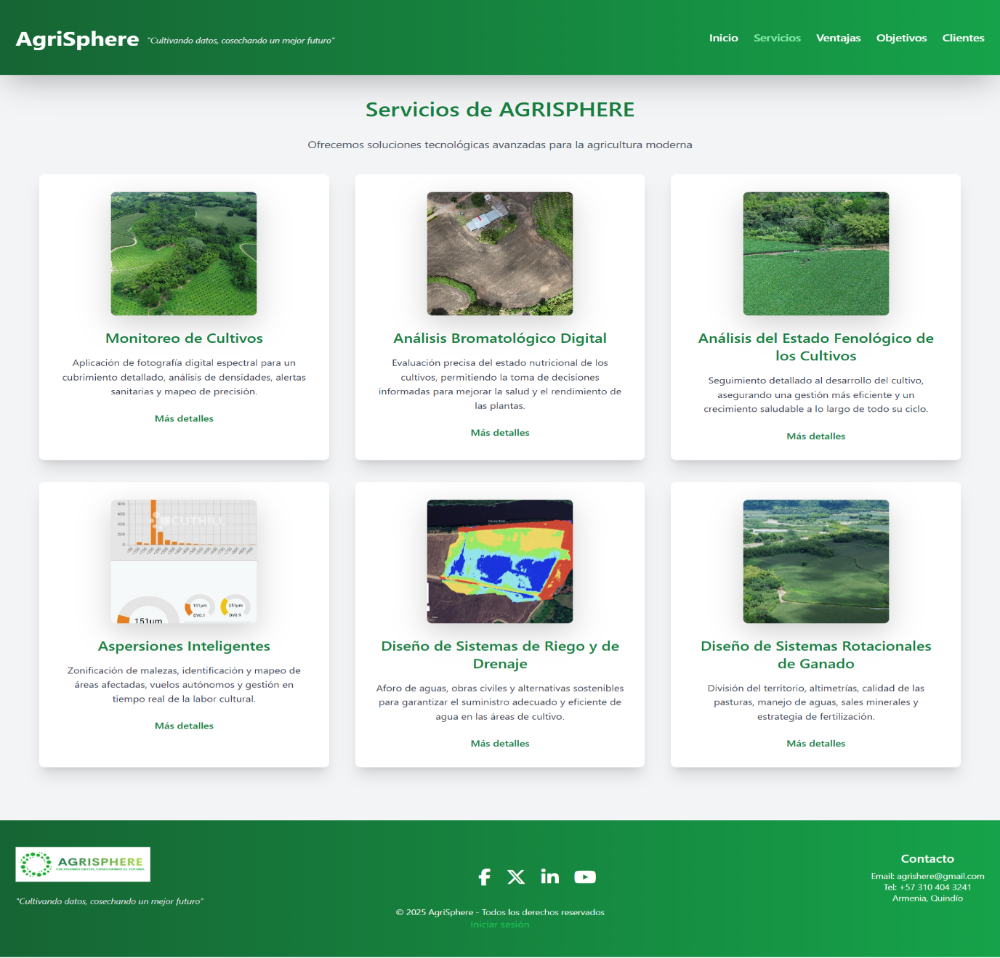 AgriSphere "Cultivando datos, cosechando un mejor futuro"
Inicio Servicios Ventajas Objetivos Clientes
Servicios de AGRISPHERE
Ofrecemos soluciones tecnológicas avanzadas para la agricultura moderna
Monitoreo de Cultivos
Aplicación de fotografía digital espectral para un
cubrimiento detallado, análisis de densidades, alertas
sanitarias y mapeo de precisión.
Más detalles
Análisis Bromatológico Digital
Evaluación precisa del estado nutricional de los
cultivos, permitiendo la toma de decisiones
informadas para mejorar la salud y el rendimiento de
las plantas.
Más detalles
Análisis del Estado Fenológico de
los Cultivos
Seguimiento detallado al desarrollo del cultivo,
asegurando una gestión más eficiente y un
crecimiento saludable a lo largo de todo su ciclo.
Más detalles
800
600
400
200
0
CUTHILL
151μm
DV0.1
251μm
DV0.9
151μm
Aspersiones Inteligentes
Zonificación de malezas, identificación y mapeo de
áreas afectadas, vuelos autónomos y gestión en
tiempo real de la labor cultural.
Más detalles
Diseño de Sistemas de Riego y de
Drenaje
Aforo de aguas, obras civiles y alternativas sostenibles
para garantizar el suministro adecuado y eficiente de
agua en las áreas de cultivo.
Más detalles
Diseño de Sistemas Rotacionales
de Ganado
División del territorio, altimetrías, calidad de las
pasturas, manejo de aguas, sales minerales y
estrategia de fertilización.
Más detalles
AGRISPHERE
CULTIVANDO DATOS, COSECHANDO EL FUTURO.
"Cultivando datos, cosechando un mejor futuro"
© 2025 AgriSphere - Todos los derechos reservados
Iniciar sesión
Contacto
Email: agrishere@gmail.com
Tel: +57 310 404 3241
Armenia, Quindío